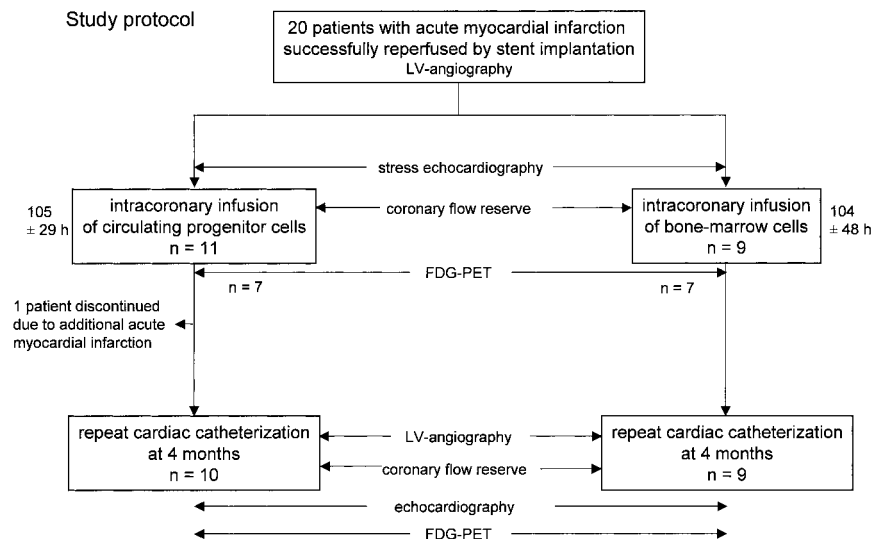 Study protocol
20 patients with acute myocardial infarction
successfully reperfused by stent implantation
LV-angiography
stress echocardiography
105
± 29 h
intracoronary infusion
of circulating progenitor cells
n = 11
coronary flow reserve
intracoronary infusion
of bone-marrow cells
n = 9
104
± 48 h
FDG-PET
n = 7
n = 7
1 patient discontinued
due to additional acute
myocardial infarction
repeat cardiac catheterization
at 4 months
n = 10
LV-angiography
coronary flow reserve
repeat cardiac catheterization
at 4 months
n = 9
echocardiography
FDG-PET